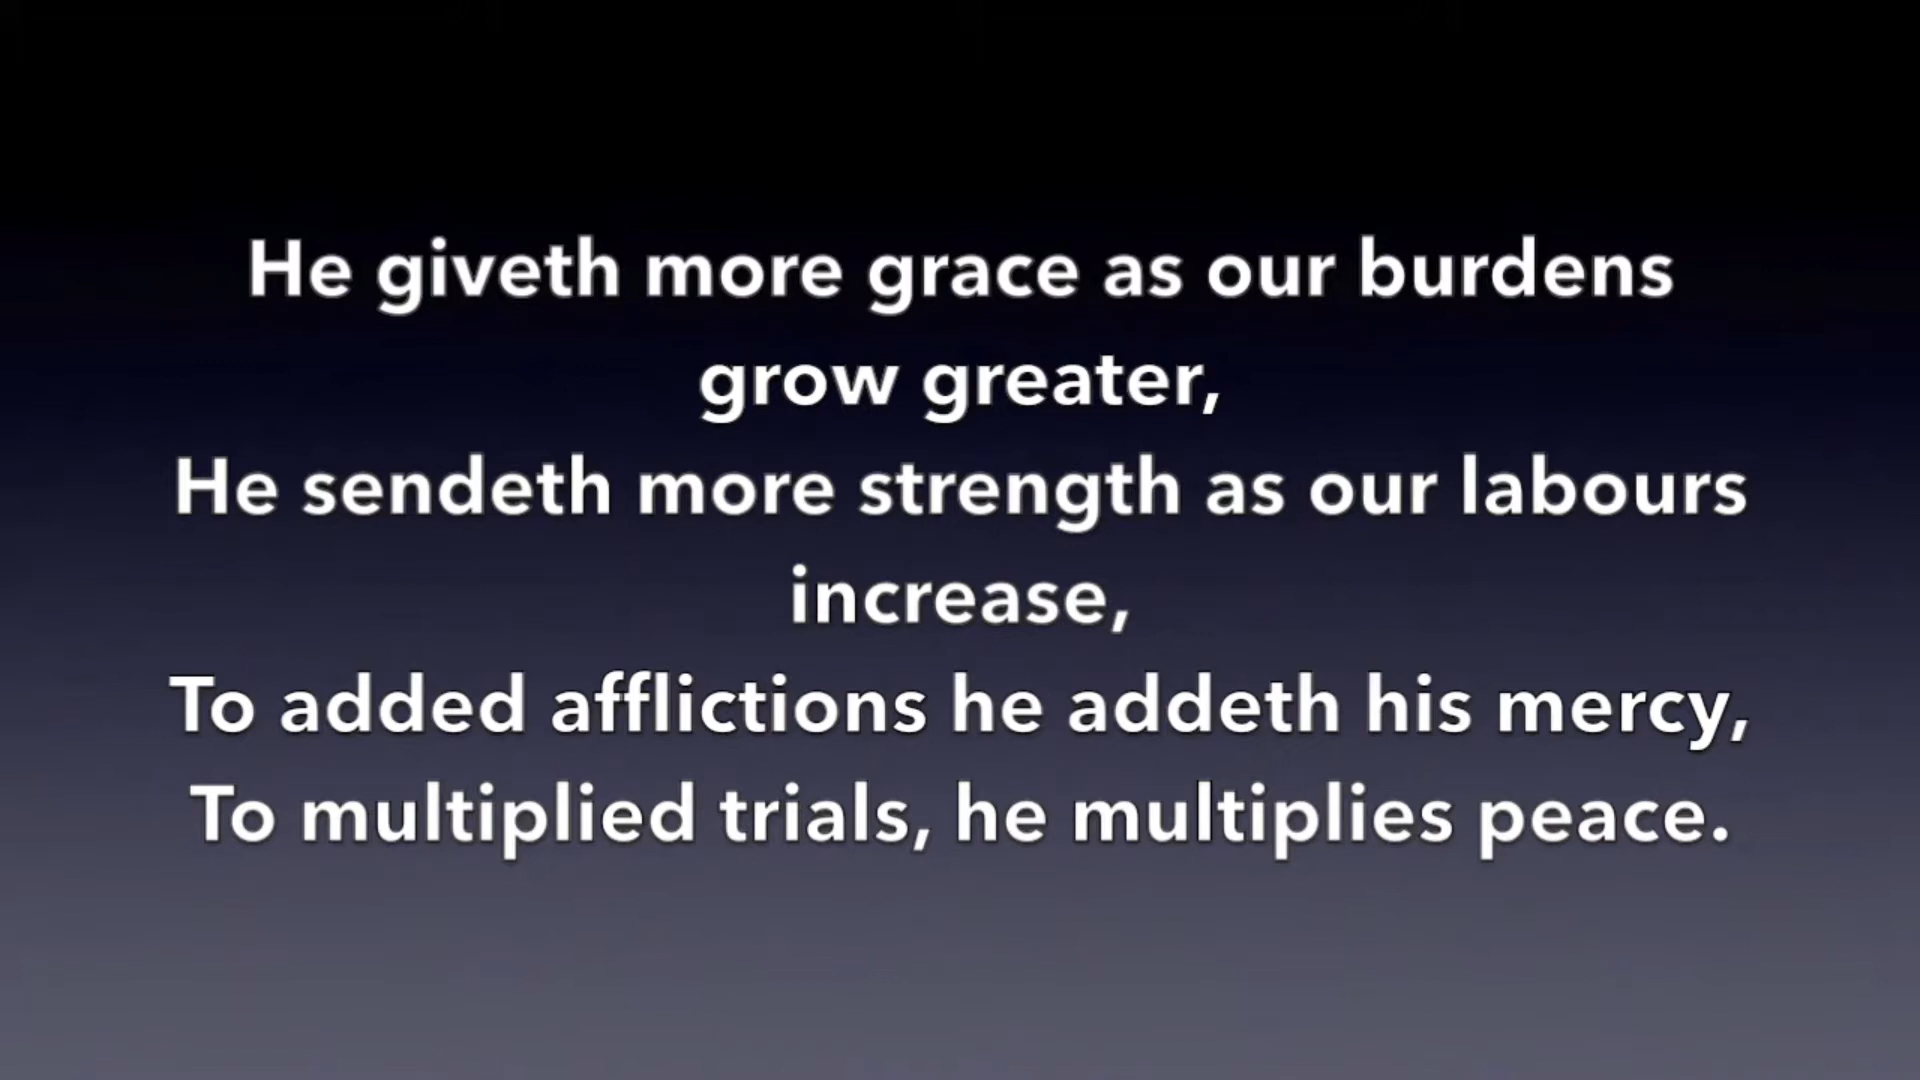 He giveth more grace as our burdens
grow greater,
He sendeth more strength as our labours
increase,
To added afflictions he addeth his mercy,
To multiplied trials, he multiplies peace.